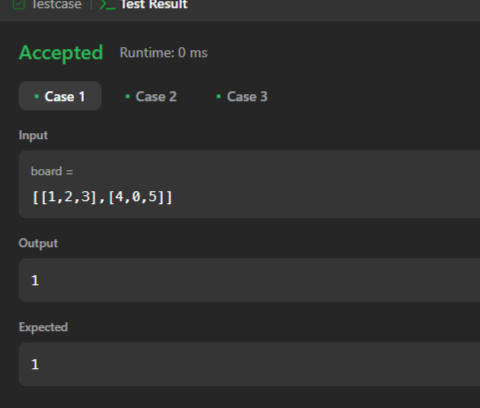 Testcase | >_ Test Result
Accepted Runtime: 0 ms
• Case 1 • Case 2 • Case 3
Input
board =
[[1,2,3],[4,0,5]]
Output
1
Expected
1